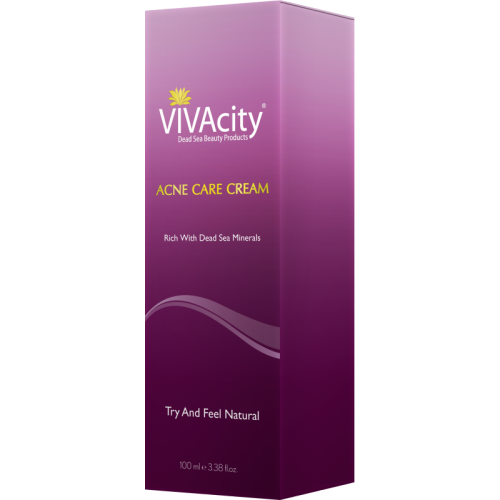 VIVAcity®
Dead Sea Beauty Products
ACNE CARE CREAM
Rich With Dead Sea Minerals
Try And Feel Natural
100 ml ℮ 3.38 fl.oz.